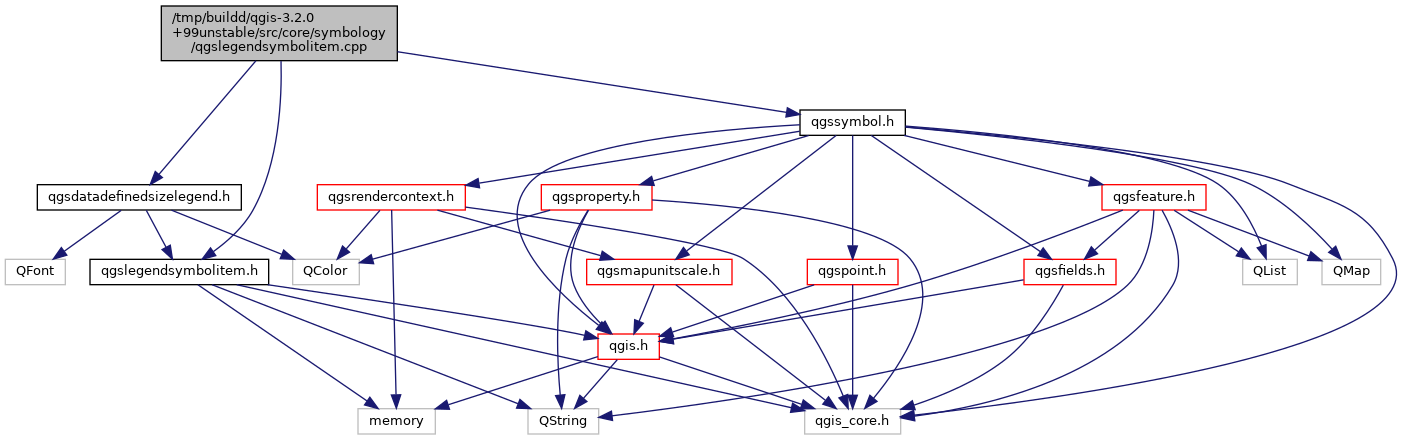 /tmp/buildd/qgis-3.2.0
+99unstable/src/core/symbology
/qgslegendsymbolitem.cpp
qgssymbol.h
qgsdatadefinedsizelegend.h
qgsrendercontext.h
qgsproperty.h
qgsfeature.h
QFont
qgslegendsymbolitem.h
QColor
qgsmapunitscale.h
qgspoint.h
qgsfields.h
QList
QMap
qgis.h
memory
QString
qgis_core.h